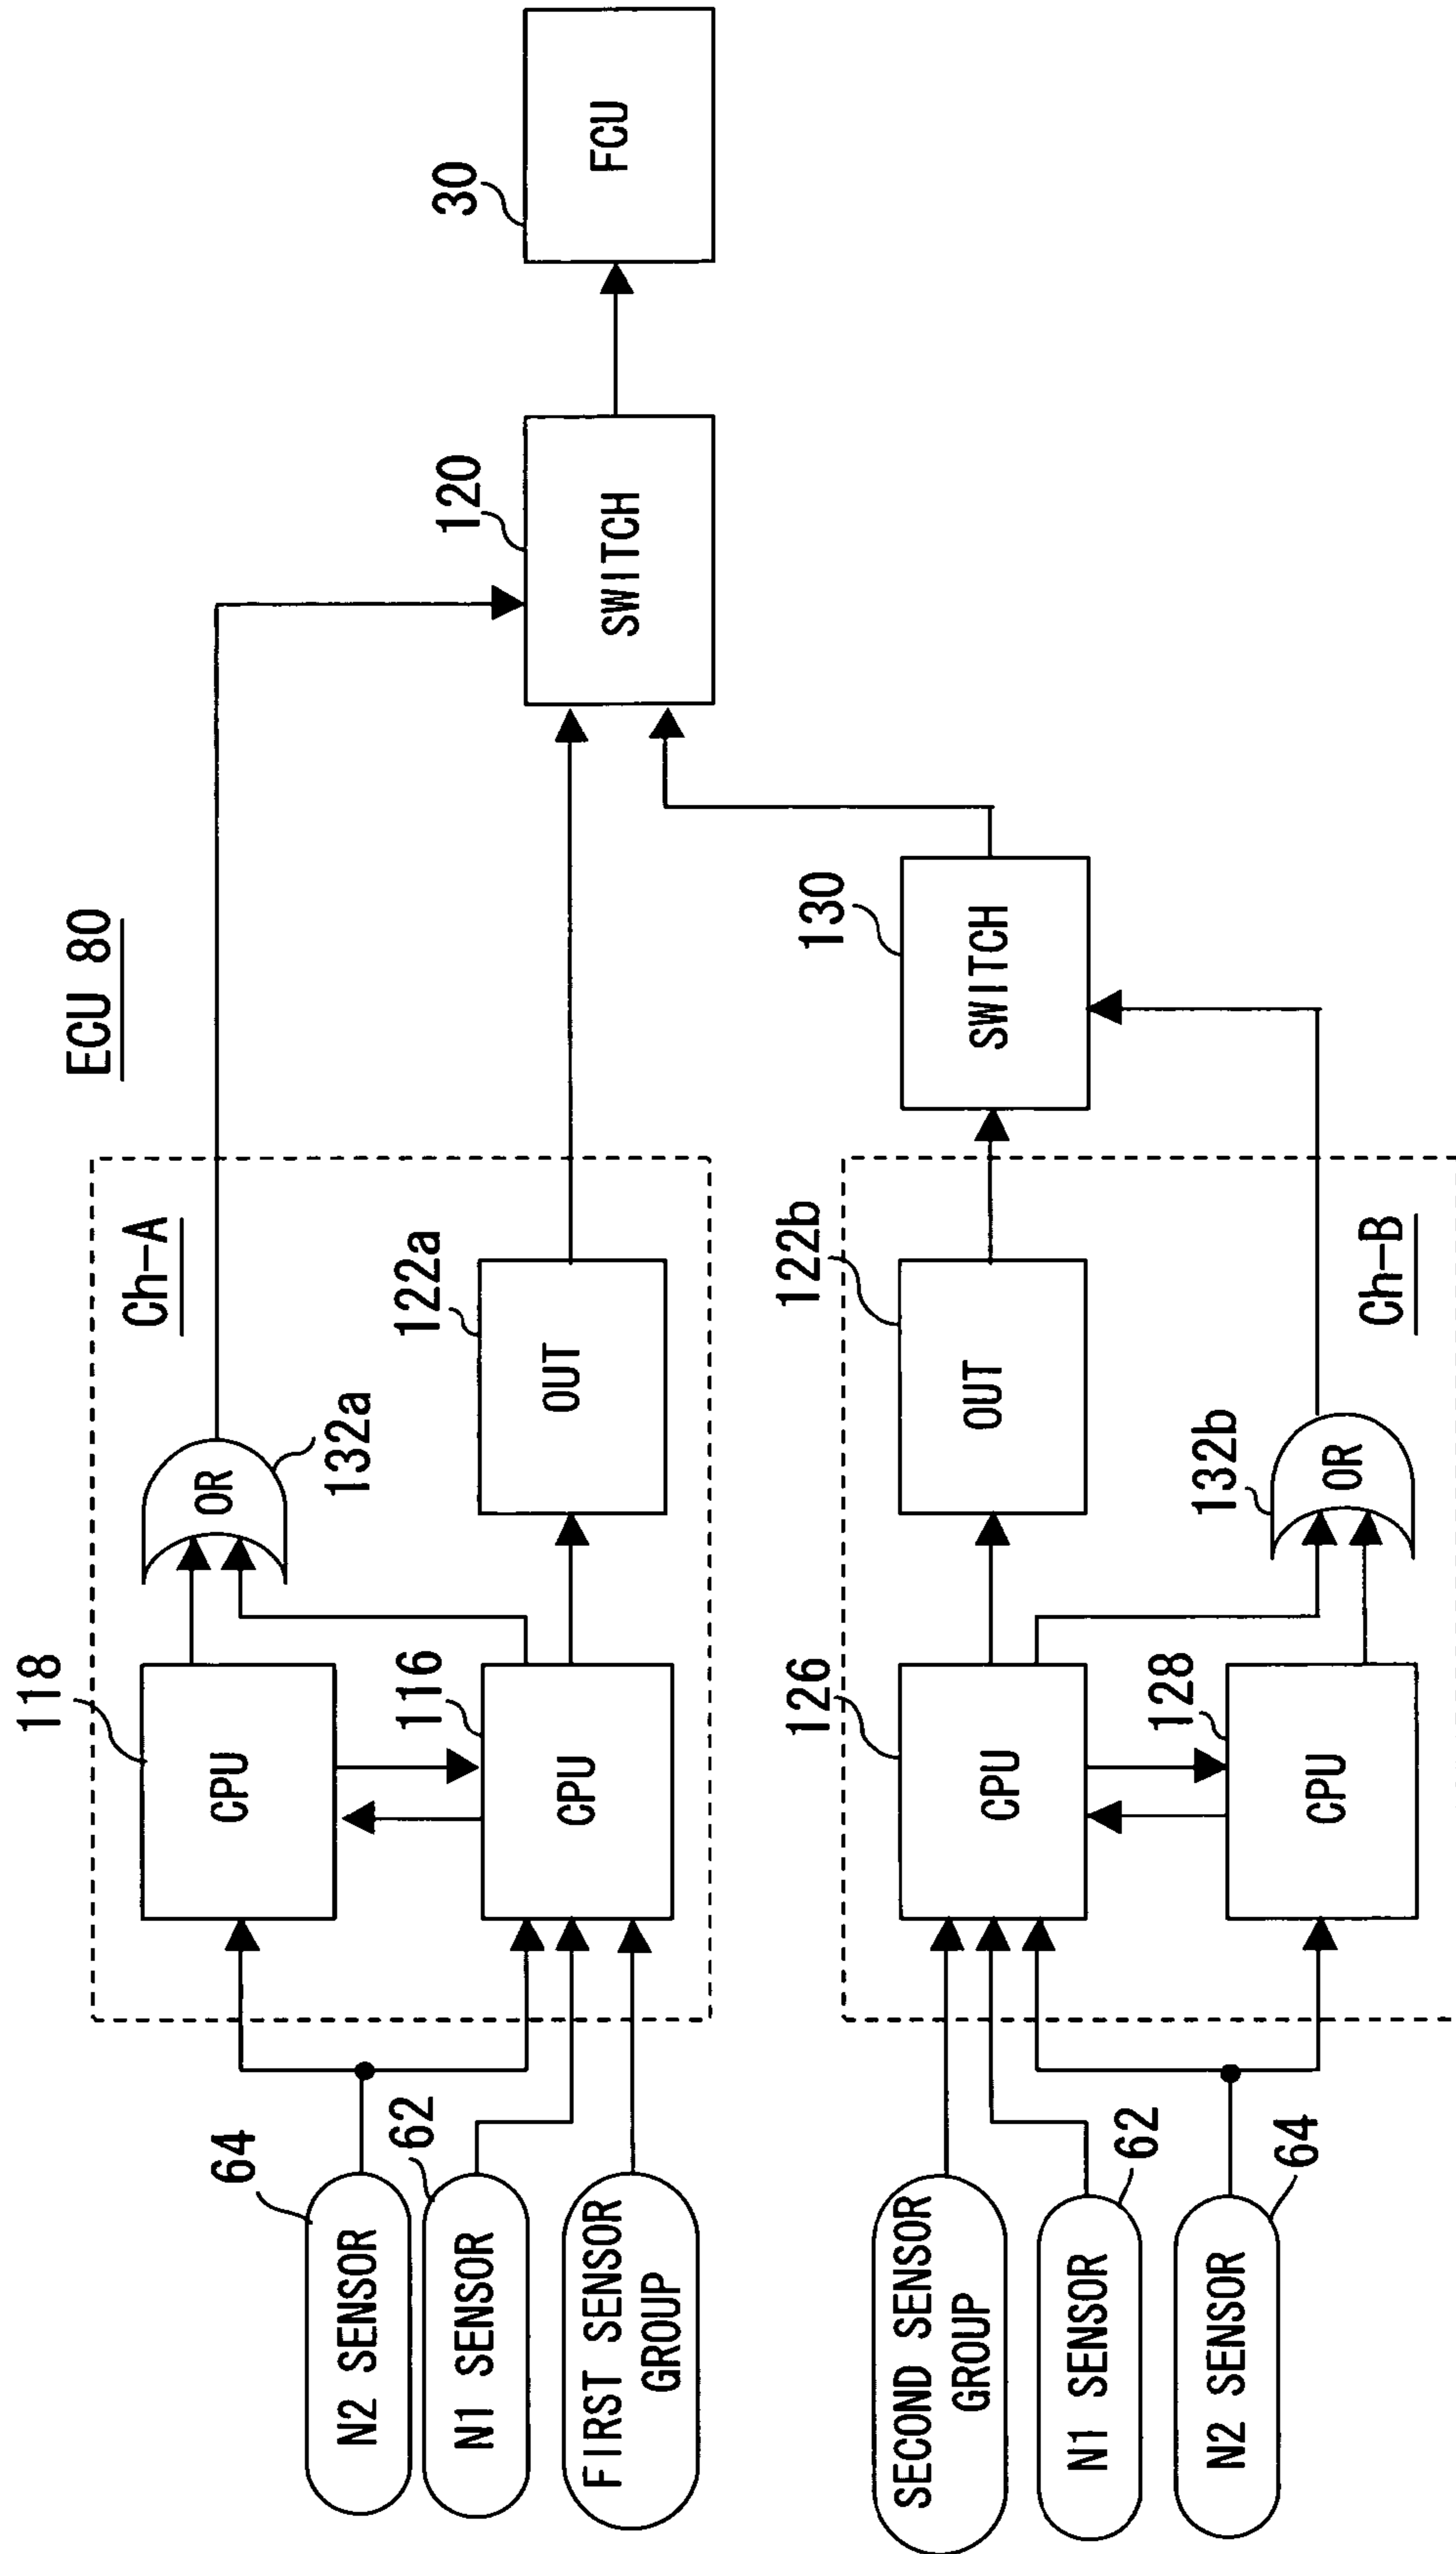 ECU 80
Ch-A
118
CPU
116
CPU
OR
132a
122a
OUT
64
N2 SENSOR
62
N1 SENSOR
FIRST SENSOR
GROUP
120
SWITCH
30
FCU
130
SWITCH
122b
OUT
126
CPU
128
CPU
132b
OR
Ch-B
SECOND SENSOR
GROUP
N1 SENSOR
62
N2 SENSOR
64